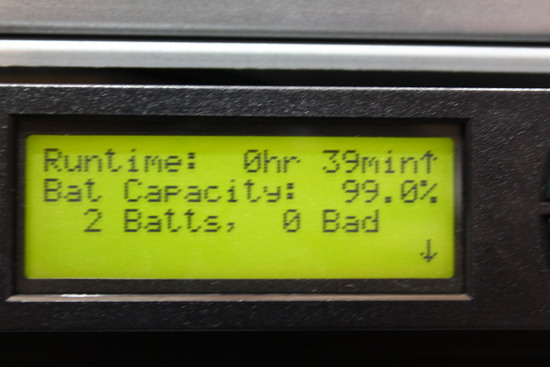 Runtime: 0hr 39min↑
Bat Capacity: 99.0%
2 Batts, 0 Bad
↓